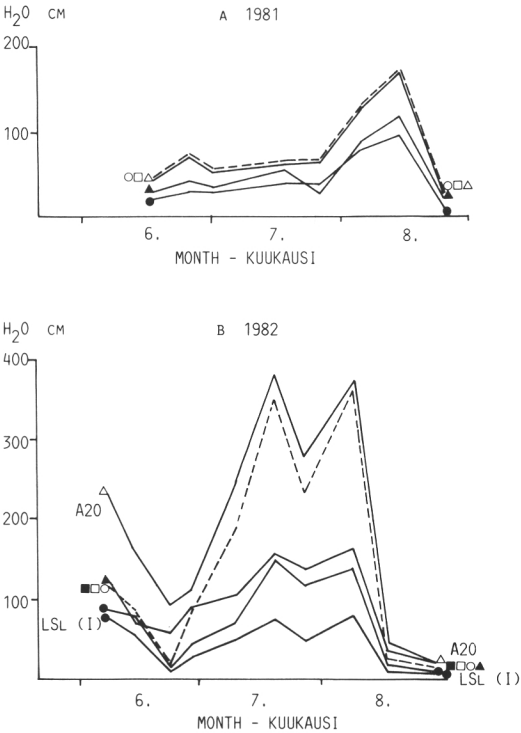 H2O CM A 1981
200
100
6. 7. 8.
MONTH - KUUKAUSI
H2O CM B 1982
400
300
200
A20
100
LSL (I)
A20
LSL (I)
6. 7. 8.
MONTH - KUUKAUSI